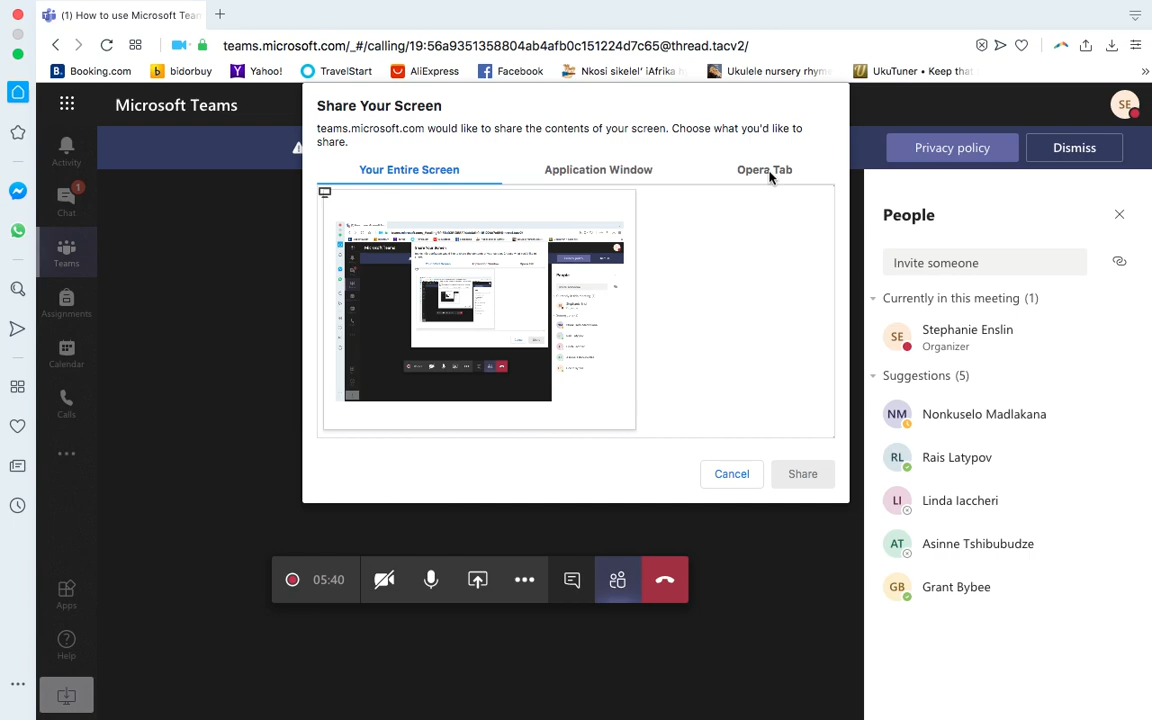 (1) How to use Microsoft Tean
teams.microsoft.com/_#/calling/19:56a9351358804ab4afb0c151224d7c65@thread.tacv2/
Booking.com
bidorbuy
Yahoo!
TravelStart
AliExpress
Facebook
Nkosi sikelel' iAfrika
Ukulele nursery rhyme
UkuTuner • Keep that
Microsoft Teams
SE
Privacy policy
Dismiss
Activity
Chat
1
Teams
Assignments
Calendar
Calls
Apps
Help
Share Your Screen
teams.microsoft.com would like to share the contents of your screen. Choose what you'd like to
share.
Your Entire Screen
Application Window
Opera Tab
Cancel
Share
05:40
People
Invite someone
Currently in this meeting (1)
SE
Stephanie Enslin
Organizer
Suggestions (5)
NM
Nonkuselo Madlakana
RL
Rais Latypov
LI
Linda Iaccheri
AT
Asinne Tshibubudze
GB
Grant Bybee